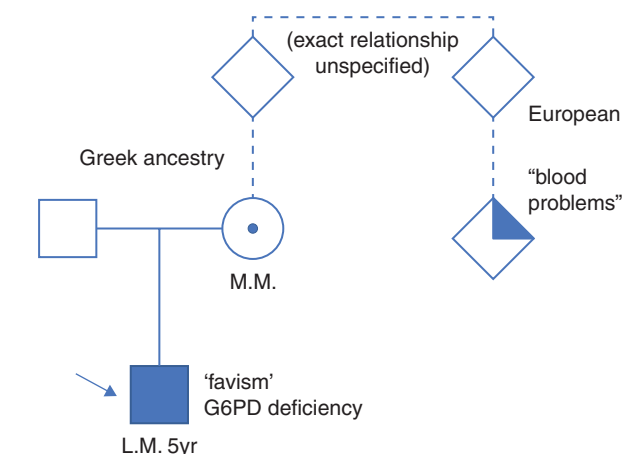 (exact relationship
unspecified)
European
Greek ancestry
“blood
problems”
M.M.
‘favism’
G6PD deficiency
L.M. 5yr